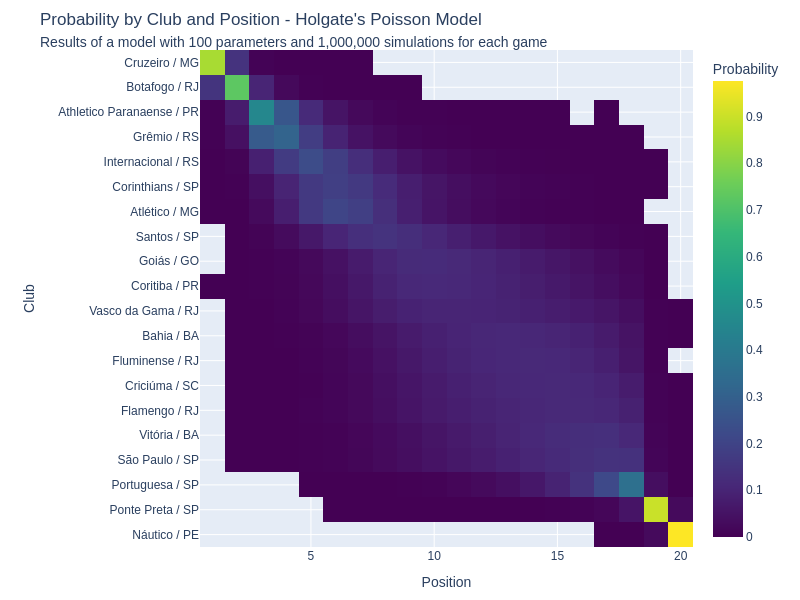 Probability by Club and Position - Holgate's Poisson Model
Results of a model with 100 parameters and 1,000,000 simulations for each game
Probability
Club
Cruzeiro / MG
Botafogo / RJ
Athletico Paranaense / PR
Grêmio / RS
Internacional / RS
Corinthians / SP
Atlético / MG
Santos / SP
Goiás / GO
Coritiba / PR
Vasco da Gama / RJ
Bahia / BA
Fluminense / RJ
Criciúma / SC
Flamengo / RJ
Vitória / BA
São Paulo / SP
Portuguesa / SP
Ponte Preta / SP
Náutico / PE
0.9
0.8
0.7
0.6
0.5
0.4
0.3
0.2
0.1
0
5 10 15 20
Position